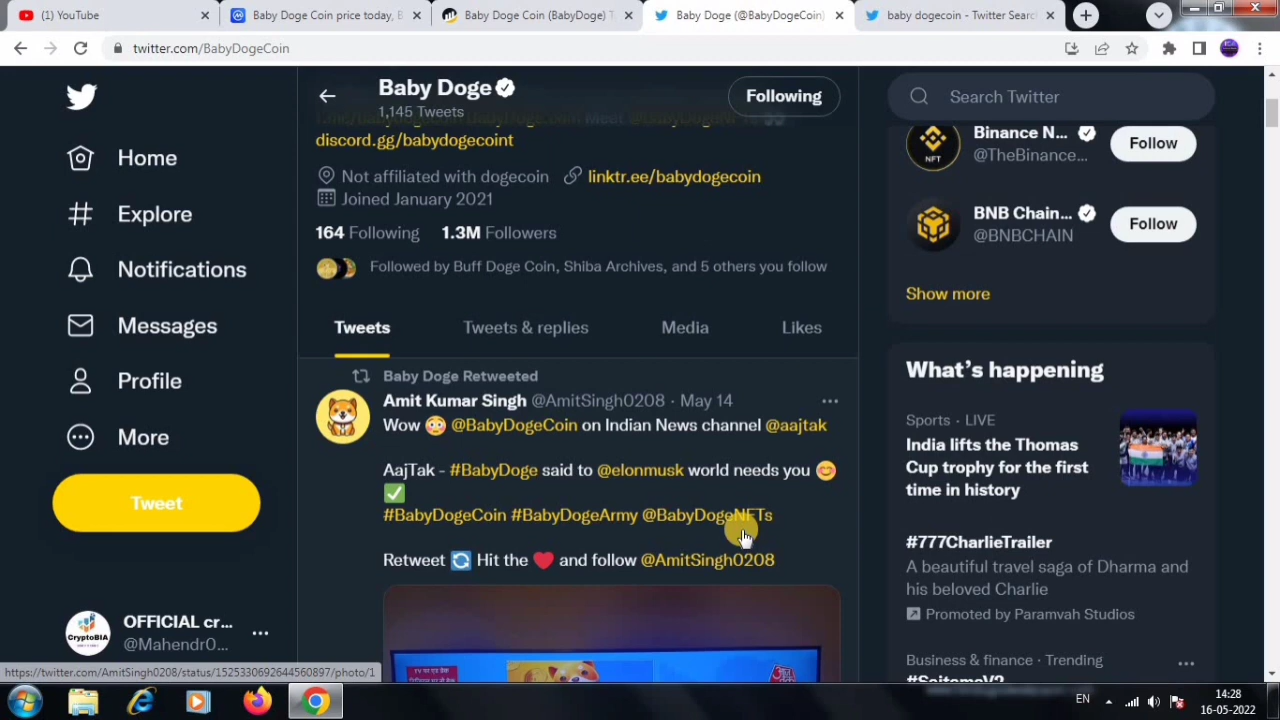 (1) YouTube
Baby Doge Coin price today, B
Baby Doge Coin (BabyDoge) T
Baby Doge (@BabyDogeCoin)
baby dogecoin - Twitter Searc
twitter.com/BabyDogeCoin
Baby Doge
1,145 Tweets
Following
Search Twitter
discord.gg/babydogecoint
Not affiliated with dogecoin
linktr.ee/babydogecoin
Joined January 2021
164 Following 1.3M Followers
Followed by Buff Doge Coin, Shiba Archives, and 5 others you follow
Tweets
Tweets & replies
Media
Likes
Baby Doge Retweeted
Amit Kumar Singh @AmitSingh0208 · May 14
Wow 😳 @BabyDogeCoin on Indian News channel @aajtak
AajTak - #BabyDoge said to @elonmusk world needs you 😊
✅
#BabyDogeCoin #BabyDogeArmy @BabyDogeNFTs
Retweet 🔄 Hit the ❤️ and follow @AmitSingh0208
Home
Explore
Notifications
Messages
Profile
More
Tweet
OFFICIAL cr...
@Mahendr0...
CryptoBIA
Binance N...
@TheBinance...
Follow
NFT
BNB Chain...
@BNBCHAIN
Follow
Show more
What's happening
Sports · LIVE
India lifts the Thomas
Cup trophy for the first
time in history
#777CharlieTrailer
A beautiful travel saga of Dharma and
his beloved Charlie
Promoted by Paramvah Studios
Business & finance · Trending
#SaitamaV2
https://twitter.com/AmitSingh0208/status/1525330692644560897/photo/1
EN
14:28
16-05-2022